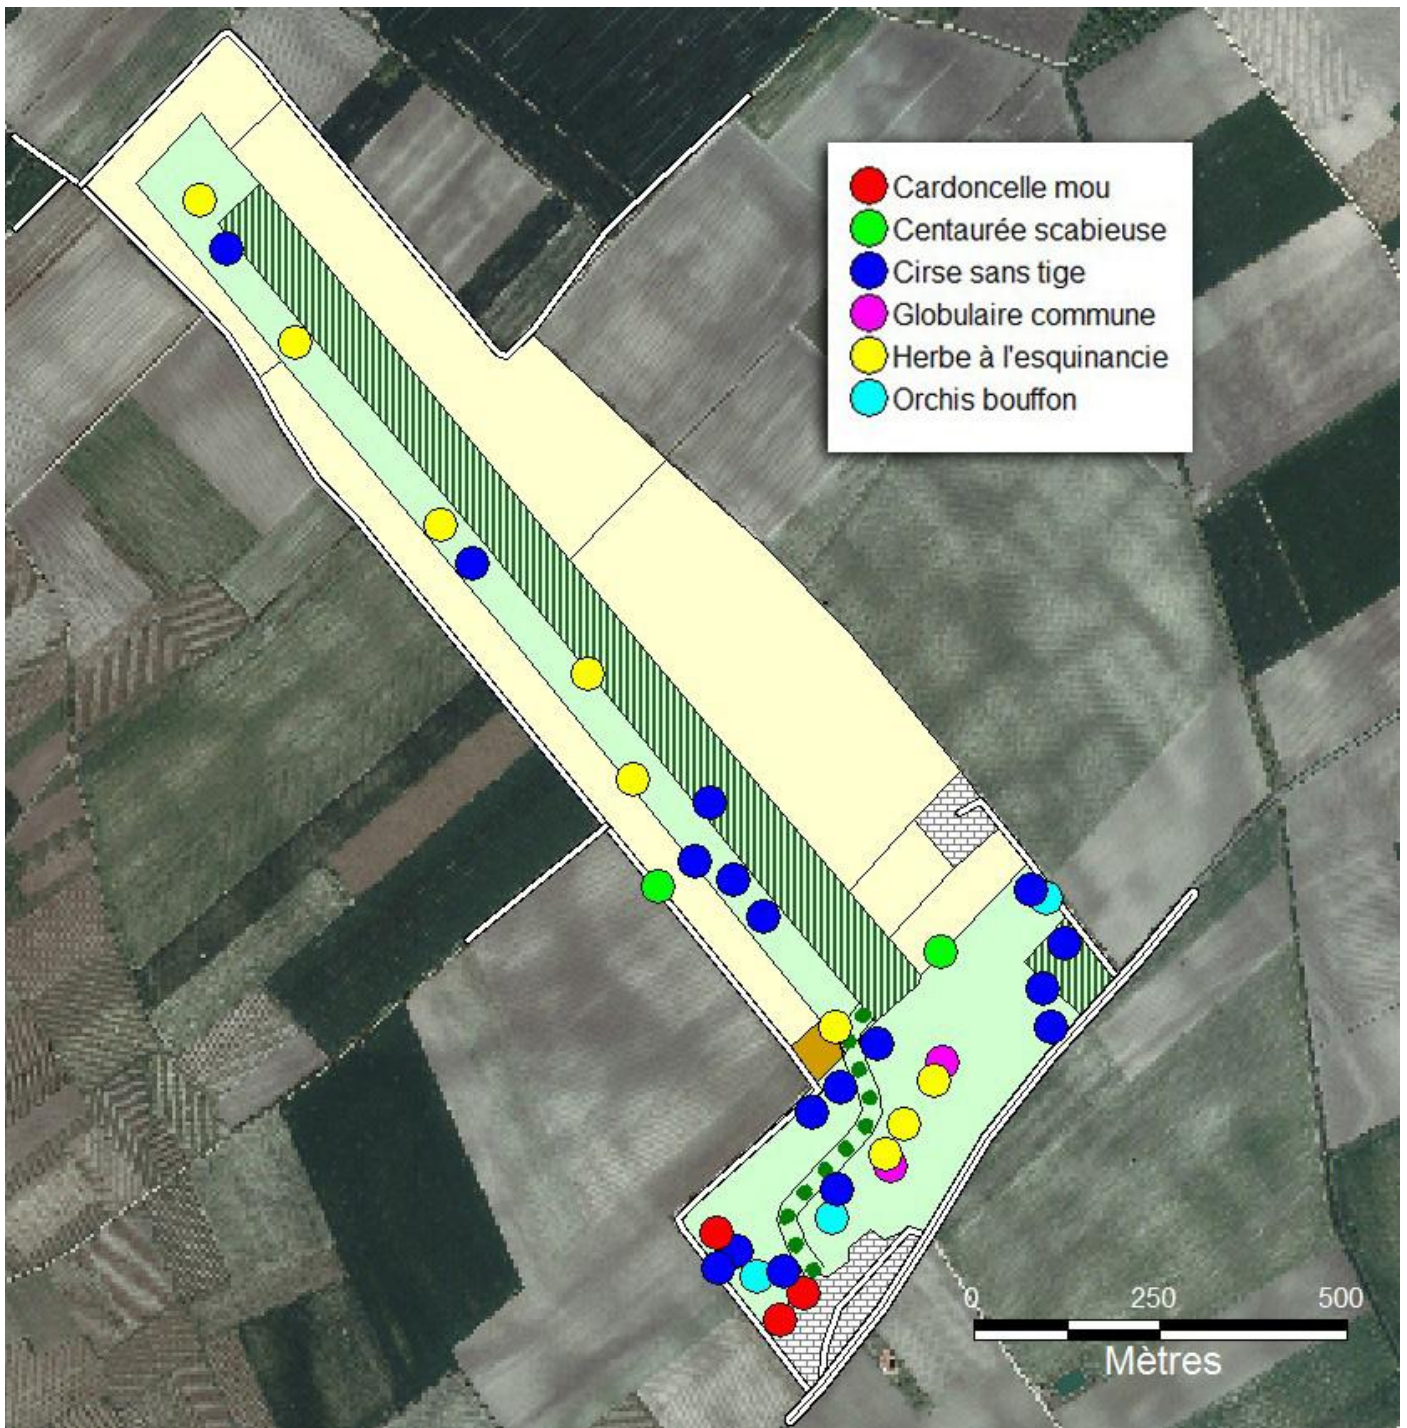 Cardoncelle mou
Centaurée scabieuse
Cirse sans tige
Globulaire commune
Herbe à l'esquinancie
Orchis bouffon
0 250 500
Mètres